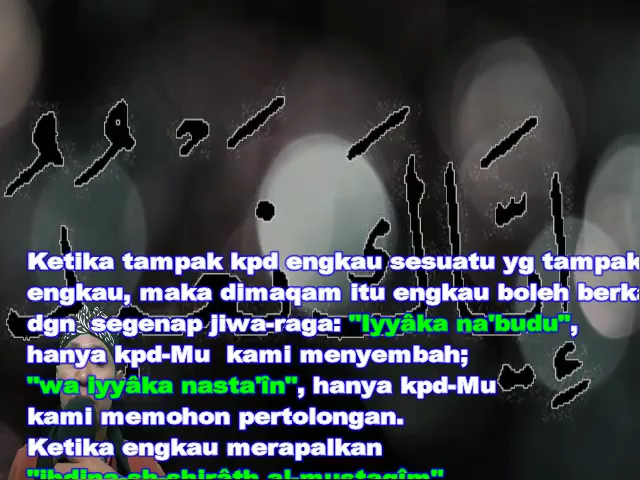 إِيَّاكَ نَعْبُدُ
Ketika tampak kpd engkau sesuatu yg tampak
engkau, maka dimaqam itu engkau boleh
dgn segenap jiwa-raga: "Iyyâka na'budu",
hanya kpd-Mu kami menyembah;
"wa iyyâka nasta'în", hanya kpd-Mu
kami memohon pertolongan.
Ketika engkau merapalkan
"ihdina sh-shirâth al-mustaqîm"